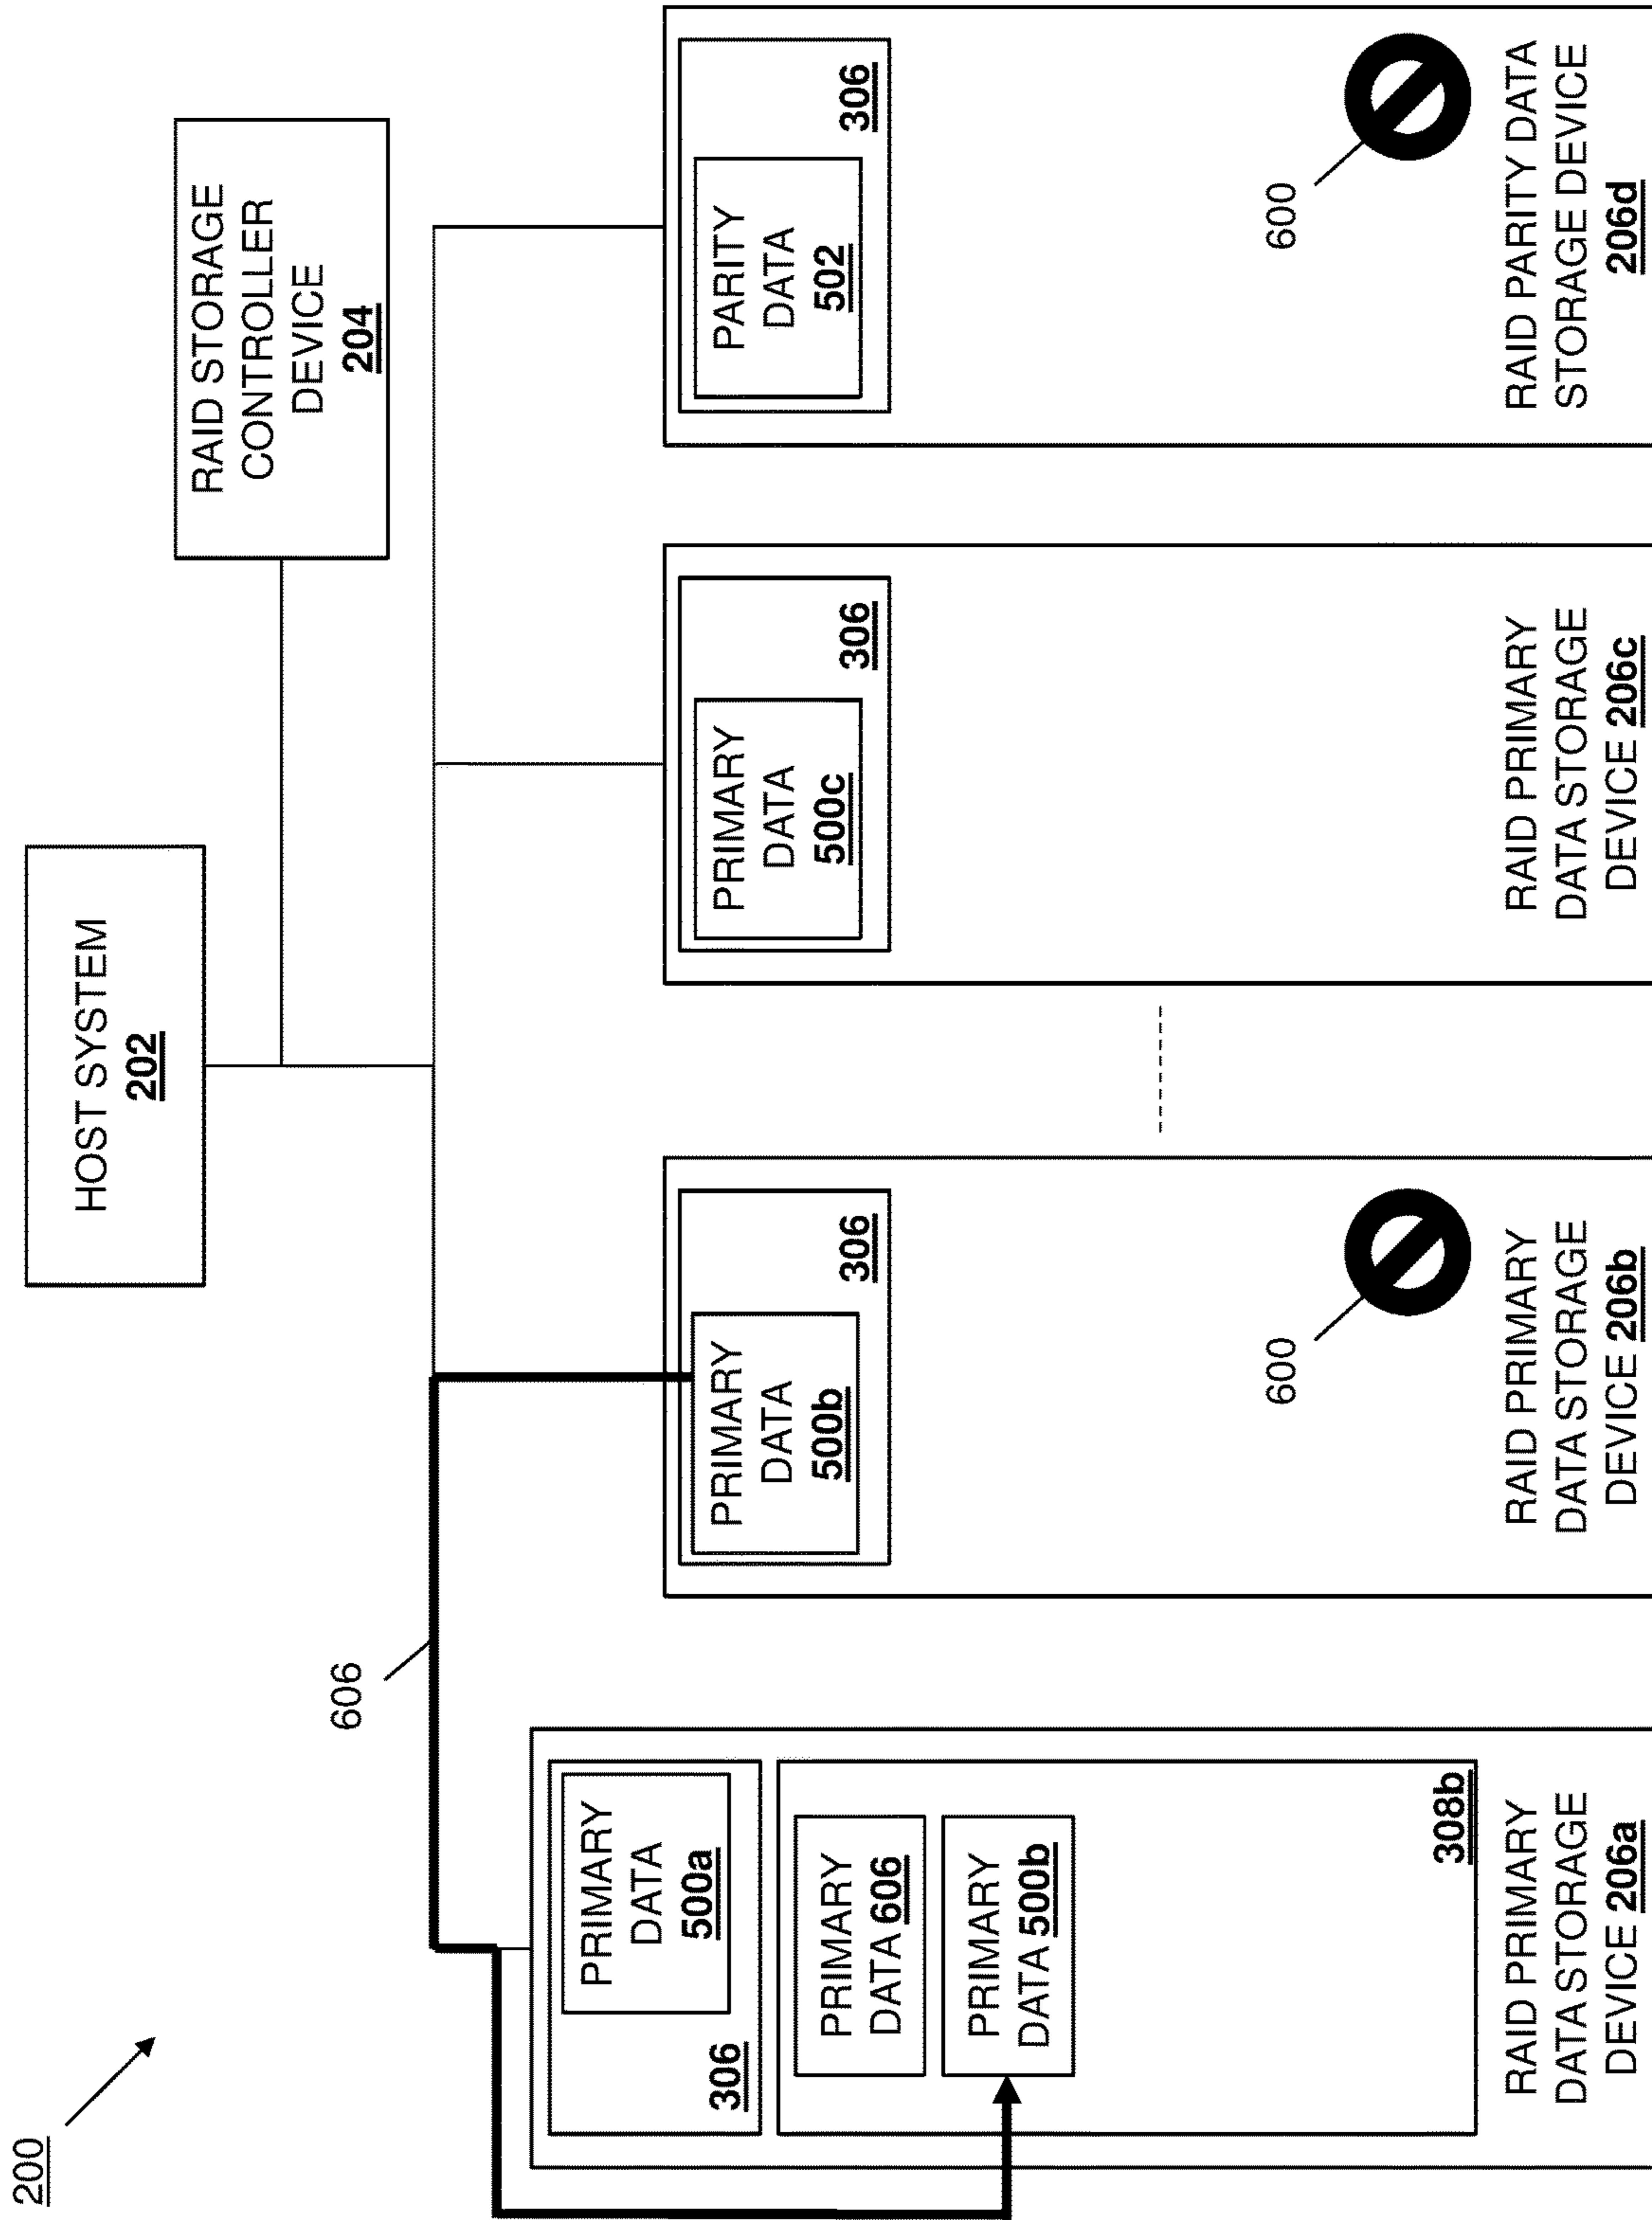 200
HOST SYSTEM
202
RAID STORAGE
CONTROLLER
DEVICE
204
606
PRIMARY
DATA
500a
306
PRIMARY
DATA 606
PRIMARY
DATA 500b
308b
RAID PRIMARY
DATA STORAGE
DEVICE 206a
PRIMARY
DATA
500b
306
600
RAID PRIMARY
DATA STORAGE
DEVICE 206b
PRIMARY
DATA
500c
306
RAID PRIMARY
DATA STORAGE
DEVICE 206c
PARITY
DATA
502
306
600
RAID PARITY DATA
STORAGE DEVICE
206d